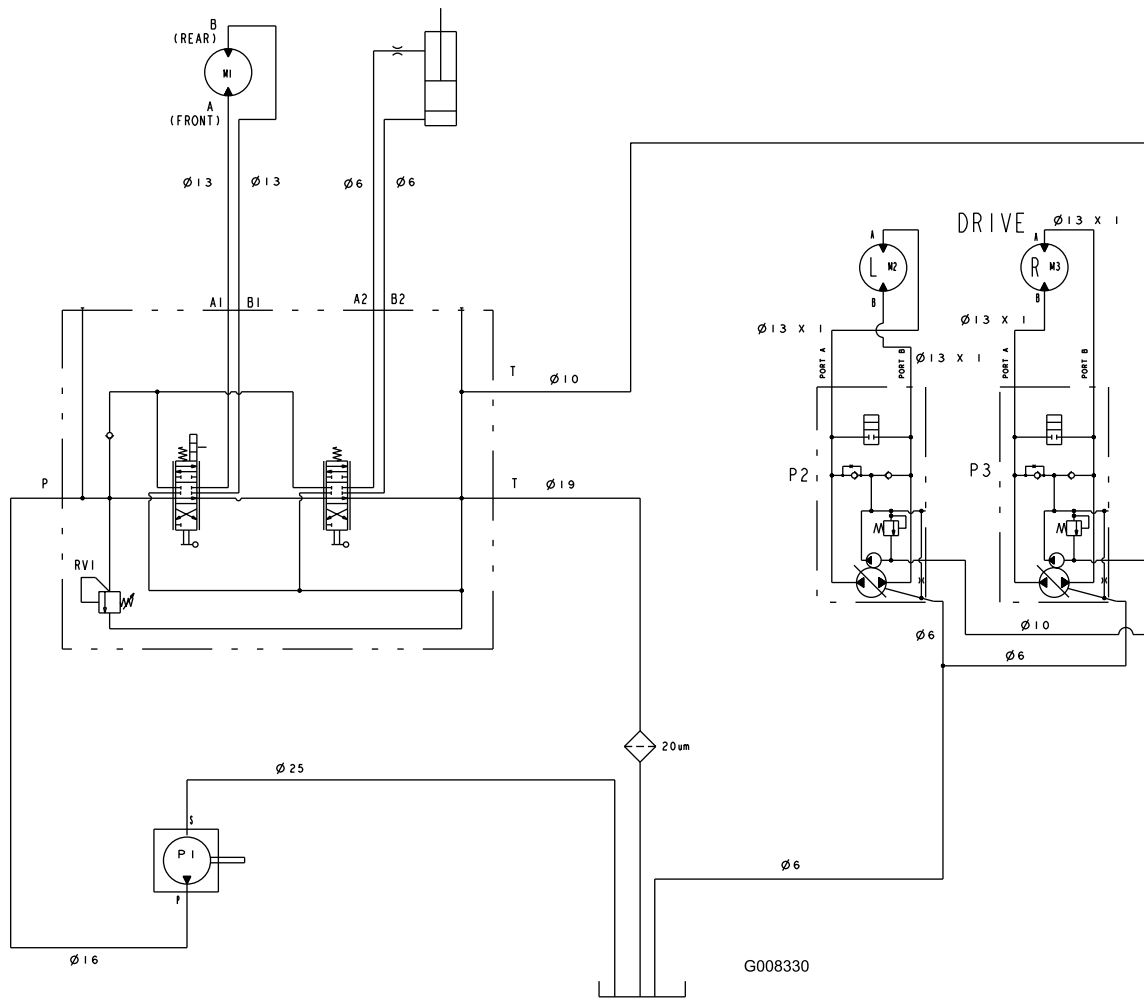 B
(REAR)
M1
A
(FRONT)
Ø13
Ø13
Ø6
Ø6
DRIVE
Ø13 X 1
A
L M2
B
A
R M3
B
Ø13 X 1
Ø13 X 1
Ø13 X 1
PORT A
PORT B
PORT A
PORT B
A1
B1
A2
B2
T
Ø10
P
T
Ø19
P2
P3
RV1
Ø6
Ø10
Ø6
20um
Ø25
S
P1
P
Ø6
Ø16
G008330